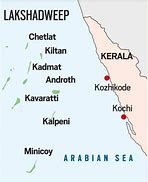 LAKSHADWEEP
Chetlat
Kiltan
Kadmat
Androth
Kavaratti
Kalpeni
Minicoy
KERALA
Kozhikode
Kochi
ARABIAN SEA